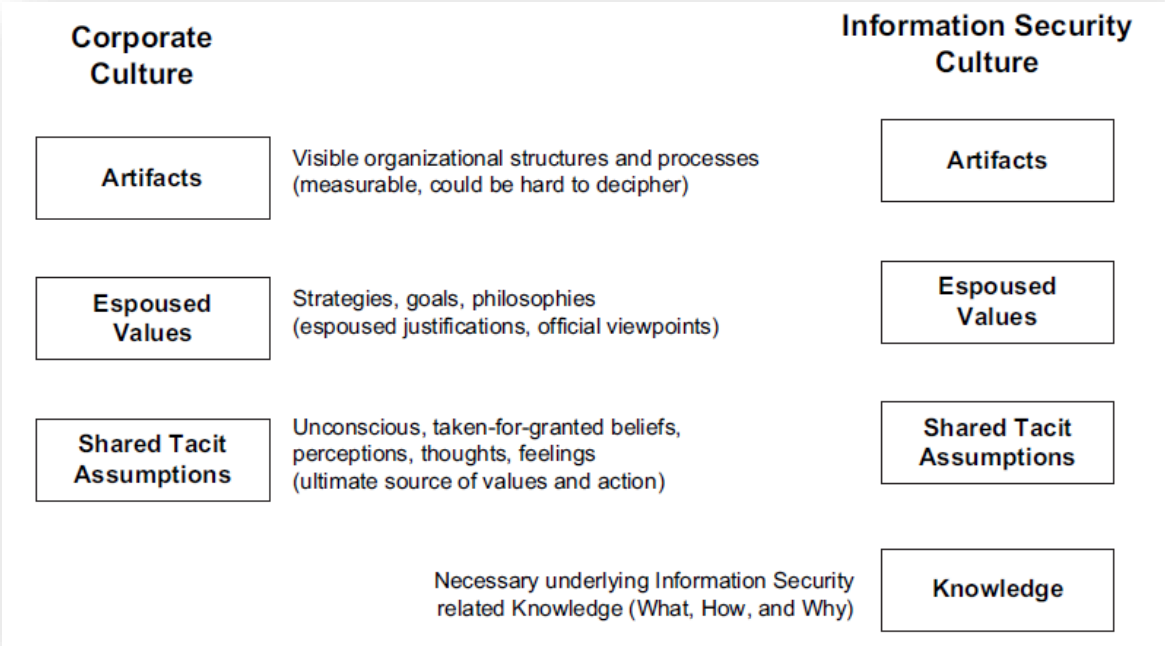 Corporate
Culture
Information Security
Culture
Artifacts
Visible organizational structures and processes
(measurable, could be hard to decipher)
Artifacts
Espoused
Values
Strategies, goals, philosophies
(espoused justifications, official viewpoints)
Espoused
Values
Shared Tacit
Assumptions
Unconscious, taken-for-granted beliefs,
perceptions, thoughts, feelings
(ultimate source of values and action)
Shared Tacit
Assumptions
Necessary underlying Information Security
related Knowledge (What, How, and Why)
Knowledge